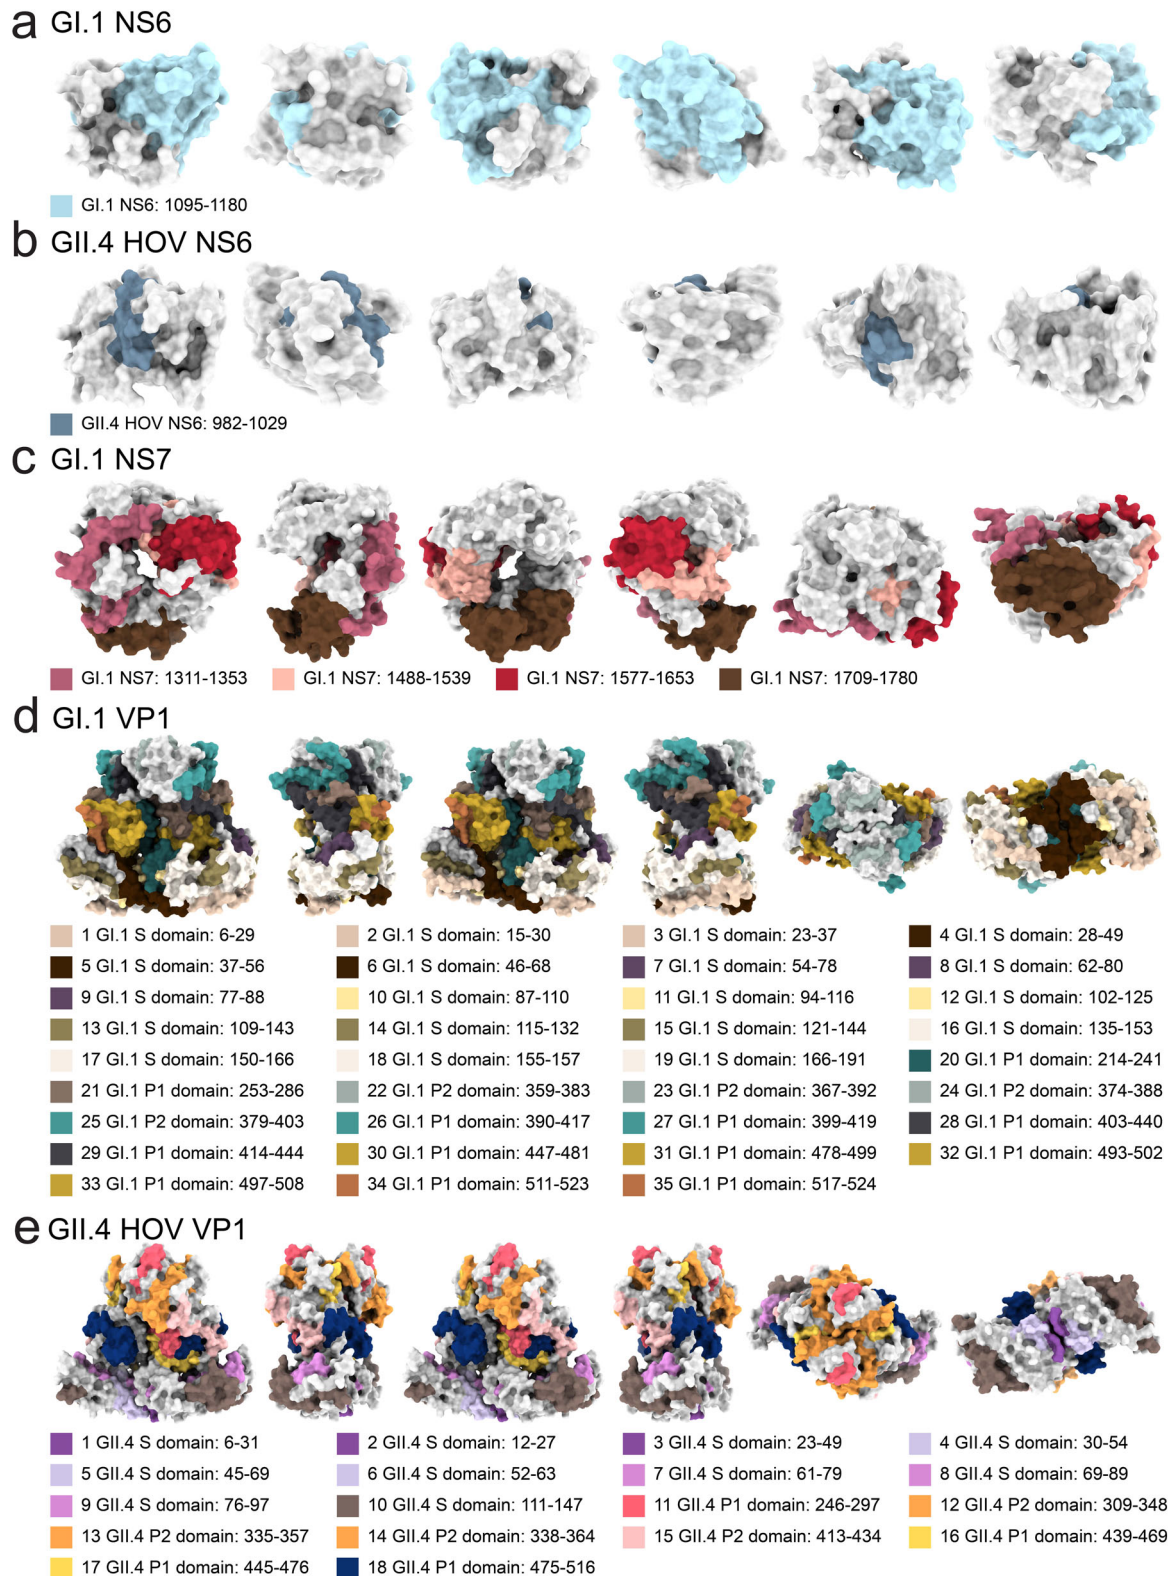 a GI.1 NS6
GI.1 NS6: 1095-1180
b GII.4 HOV NS6
GII.4 HOV NS6: 982-1029
c GI.1 NS7
GI.1 NS7: 1311-1353 GI.1 NS7: 1488-1539 GI.1 NS7: 1577-1653 GI.1 NS7: 1709-1780
d GI.1 VP1
1 GI.1 S domain: 6-29 2 GI.1 S domain: 15-30 3 GI.1 S domain: 23-37 4 GI.1 S domain: 28-49
5 GI.1 S domain: 37-56 6 GI.1 S domain: 46-68 7 GI.1 S domain: 54-78 8 GI.1 S domain: 62-80
9 GI.1 S domain: 77-88 10 GI.1 S domain: 87-110 11 GI.1 S domain: 94-116 12 GI.1 S domain: 102-125
13 GI.1 S domain: 109-143 14 GI.1 S domain: 115-132 15 GI.1 S domain: 121-144 16 GI.1 S domain: 135-153
17 GI.1 S domain: 150-166 18 GI.1 S domain: 155-157 19 GI.1 S domain: 166-191 20 GI.1 P1 domain: 214-241
21 GI.1 P1 domain: 253-286 22 GI.1 P2 domain: 359-383 23 GI.1 P2 domain: 367-392 24 GI.1 P2 domain: 374-388
25 GI.1 P2 domain: 379-403 26 GI.1 P1 domain: 390-417 27 GI.1 P1 domain: 399-419 28 GI.1 P1 domain: 403-440
29 GI.1 P1 domain: 414-444 30 GI.1 P1 domain: 447-481 31 GI.1 P1 domain: 478-499 32 GI.1 P1 domain: 493-502
33 GI.1 P1 domain: 497-508 34 GI.1 P1 domain: 511-523 35 GI.1 P1 domain: 517-524
e GII.4 HOV VP1
1 GII.4 S domain: 6-31 2 GII.4 S domain: 12-27 3 GII.4 S domain: 23-49 4 GII.4 S domain: 30-54
5 GII.4 S domain: 45-69 6 GII.4 S domain: 52-63 7 GII.4 S domain: 61-79 8 GII.4 S domain: 69-89
9 GII.4 S domain: 76-97 10 GII.4 S domain: 111-147 11 GII.4 P1 domain: 246-297 12 GII.4 P2 domain: 309-348
13 GII.4 P2 domain: 335-357 14 GII.4 P2 domain: 338-364 15 GII.4 P2 domain: 413-434 16 GII.4 P1 domain: 439-469
17 GII.4 P1 domain: 445-476 18 GII.4 P1 domain: 475-516